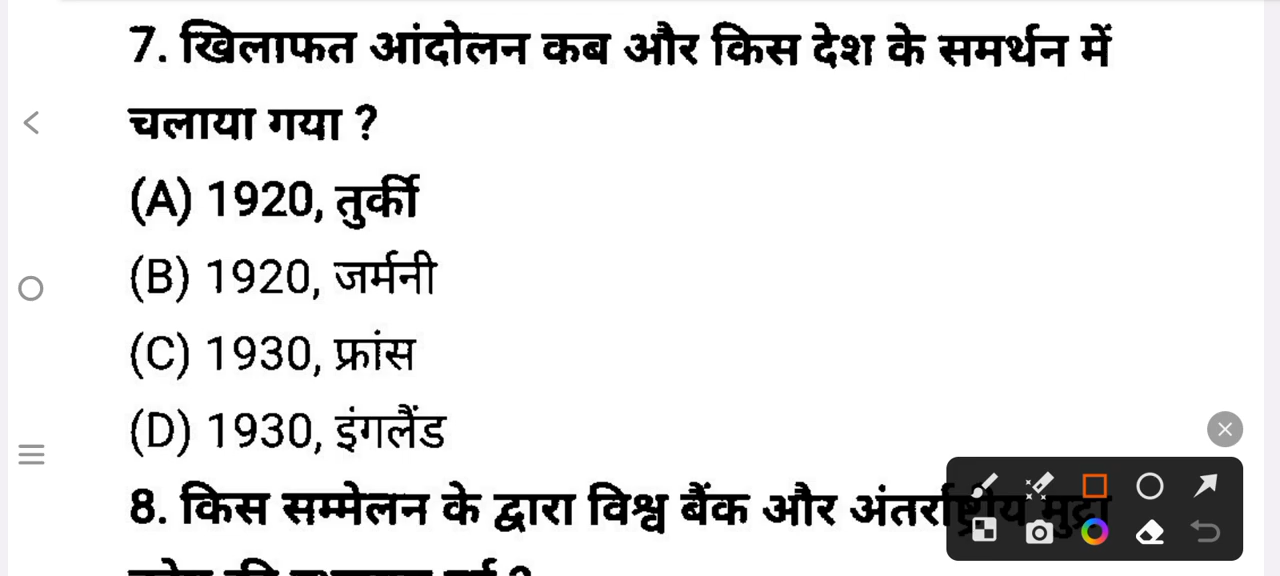 7. खिलाफत आंदोलन कब और किस देश के समर्थन में
चलाया गया ?
(A) 1920, तुर्की
(B) 1920, जर्मनी
(C) 1930, फ्रांस
(D) 1930, इंगलैंड
8. किस सम्मेलन के द्वारा विश्व बैंक और अंतर्राष्ट्रीय मुद्रा